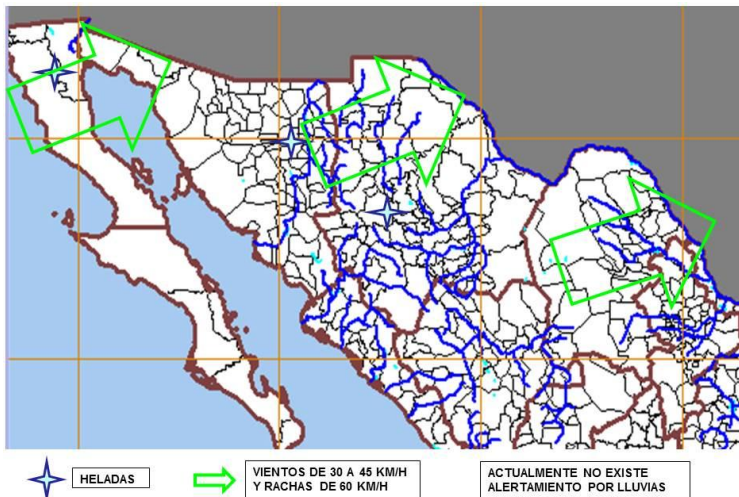 HELADAS
VIENTOS DE 30 A 45 KM/H
Y RACHAS DE 60 KM/H
ACTUALMENTE NO EXISTE
ALERTAMIENTO POR LLUVIAS